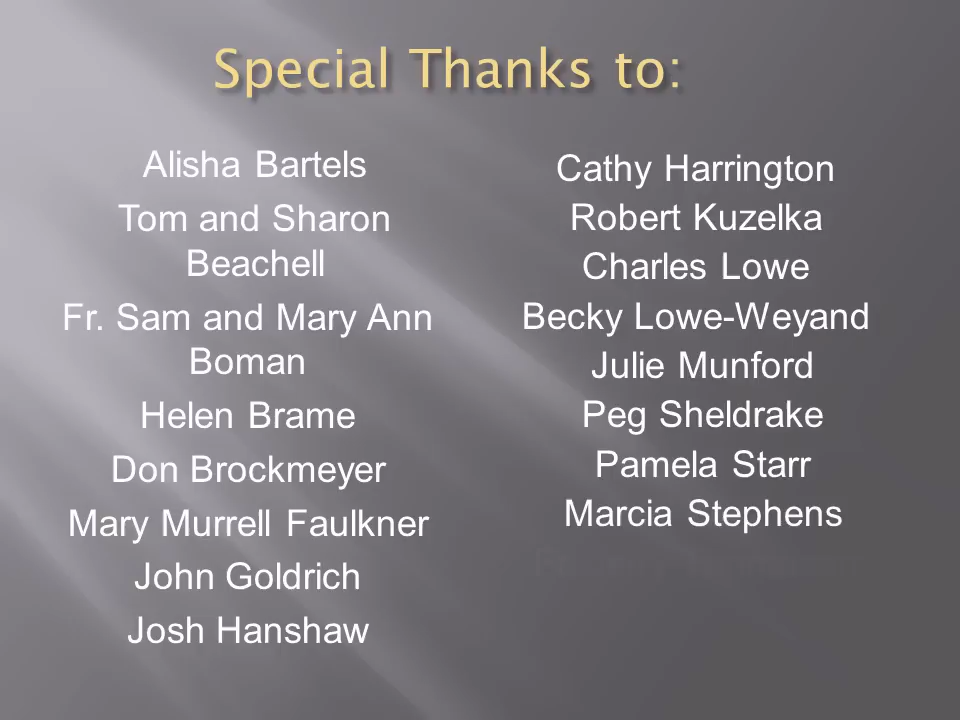 Special Thanks to:
Alisha Bartels
Tom and Sharon
Beachell
Fr. Sam and Mary Ann
Boman
Helen Brame
Don Brockmeyer
Mary Murrell Faulkner
John Goldrich
Josh Hanshaw
Cathy Harrington
Robert Kuzelka
Charles Lowe
Becky Lowe-Weyand
Julie Munford
Peg Sheldrake
Pamela Starr
Marcia Stephens